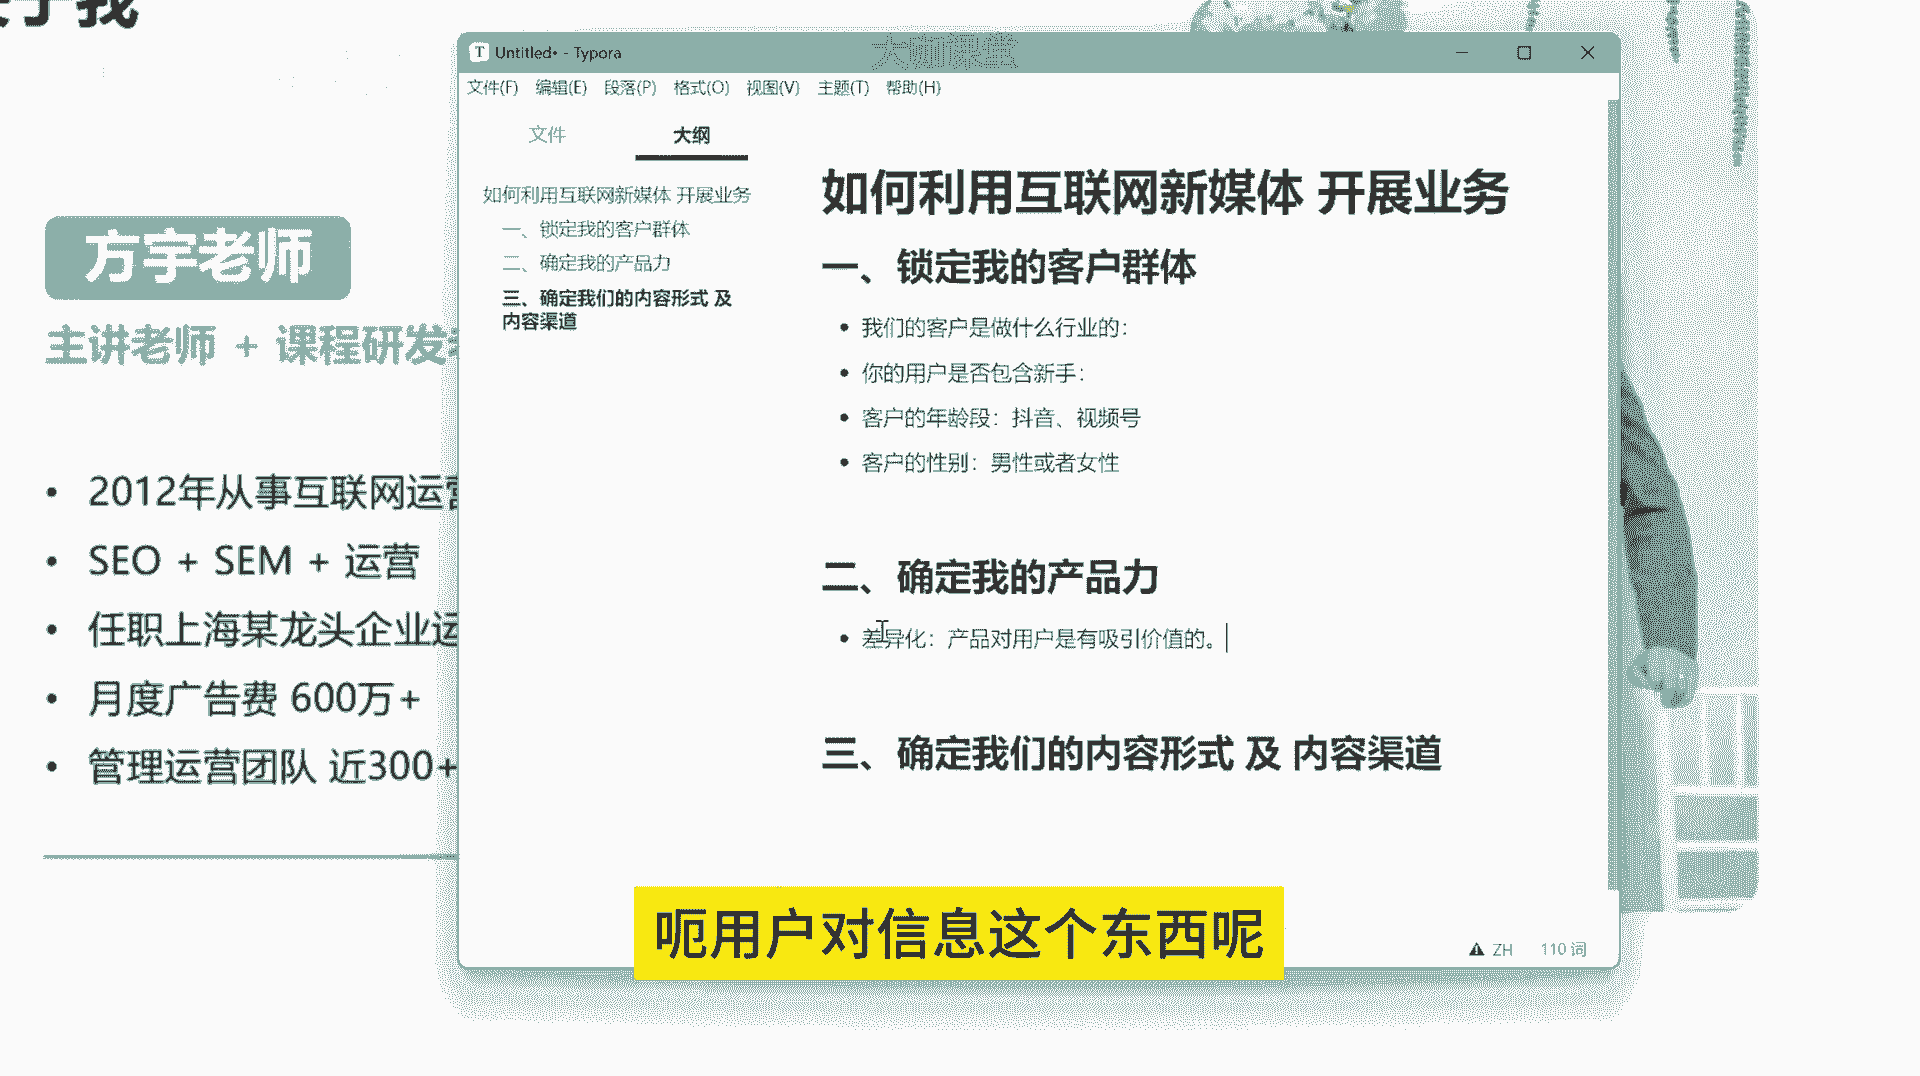 于我
大咖课堂
Untitled• - Typora
文件(F) 编辑(E) 段落(P) 格式(O) 视图(V) 主题(T) 帮助(H)
文件 大纲
如何利用互联网新媒体 开展业务
一、锁定我的客户群体
二、确定我的产品力
三、确定我们的内容形式 及
内容渠道
如何利用互联网新媒体 开展业务
一、锁定我的客户群体
• 我们的客户是做什么行业的：
• 你的用户是否包含新手：
• 客户的年龄段：抖音、视频号
• 客户的性别：男性或者女性
二、确定我的产品力
• 差异化：产品对用户是有吸引价值的。
三、确定我们的内容形式 及 内容渠道
ZH 110 词
方宇老师
主讲老师 + 课程研发
• 2012年从事互联网运营
• SEO + SEM + 运营
• 任职上海某龙头企业运
• 月度广告费 600万+
• 管理运营团队 近300+
呃用户对信息这个东西呢